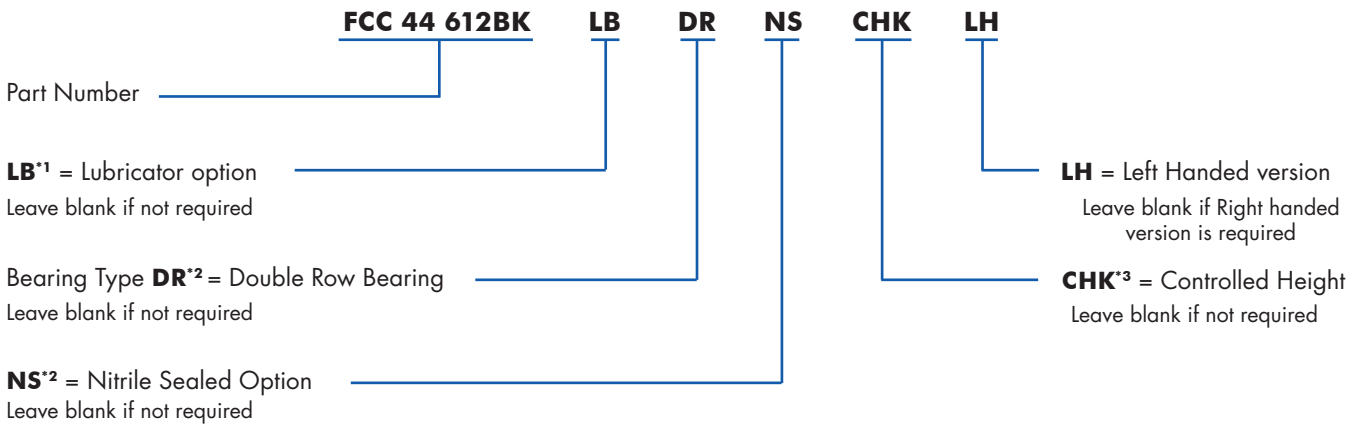 FCC 44 612BK LB DR NS CHK LH
Part Number
LB*1 = Lubricator option
Leave blank if not required
LH = Left Handed version
Leave blank if Right handed
version is required
Bearing Type DR*2 = Double Row Bearing
Leave blank if not required
CHK*3 = Controlled Height
Leave blank if not required
NS*2 = Nitrile Sealed Option
Leave blank if not required